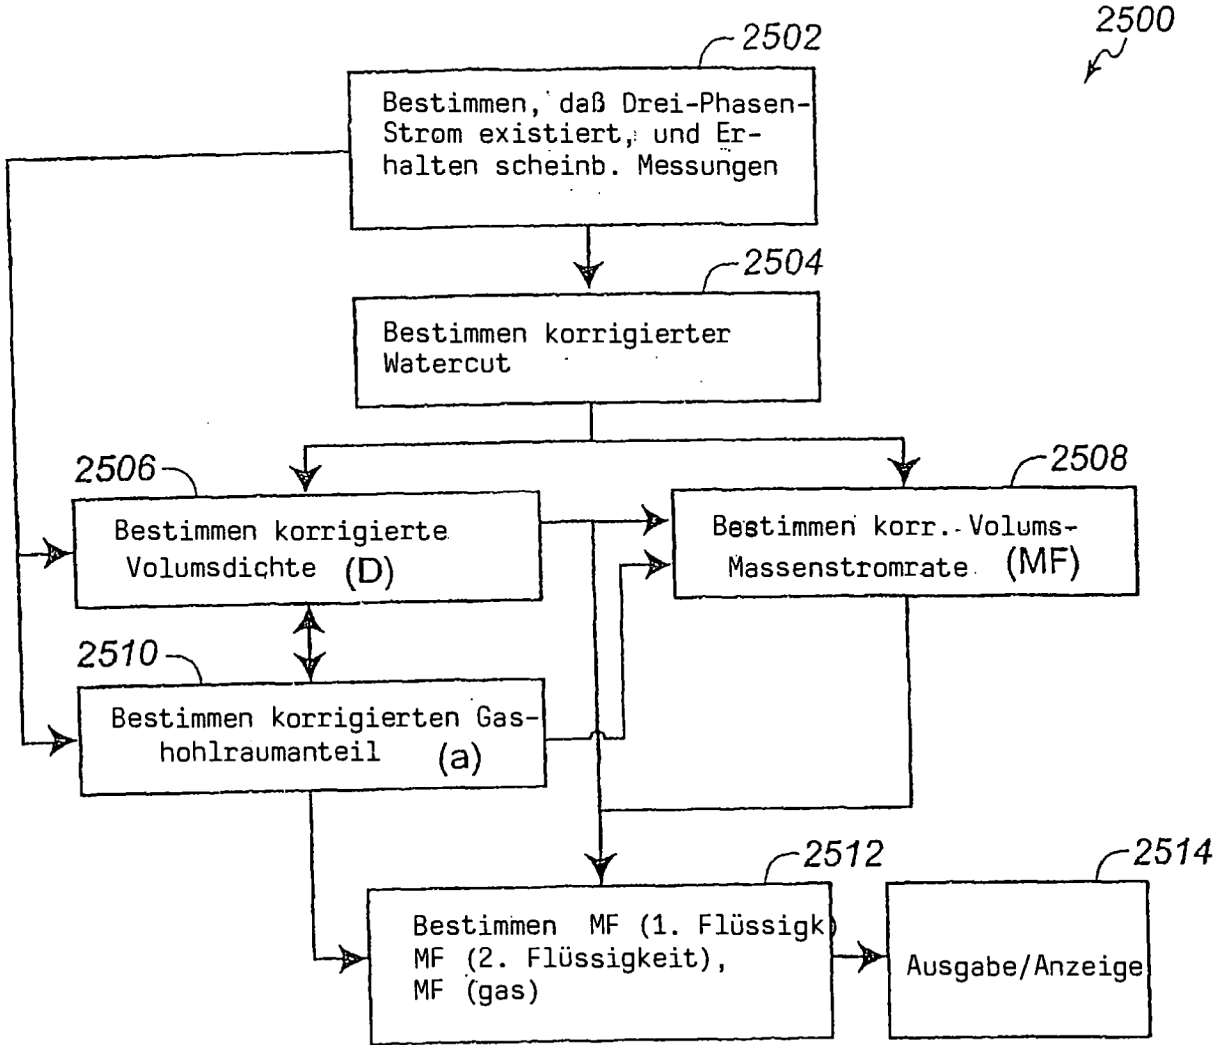 2500
2502
Bestimmen, daß Drei-Phasen-
Strom existiert, und Er-
halten scheinb. Messungen
2504
Bestimmen korrigierter
Watercut
2506
Bestimmen korrigierte
Volumsdichte (D)
2508
Bestimmen korr. Volums-
Massenstromrate (MF)
2510
Bestimmen korrigierten Gas-
hohlraumanteil (a)
2512
Bestimmen MF (1. Flüssigk)
MF (2. Flüssigkeit),
MF (gas)
2514
Ausgabe/Anzeige